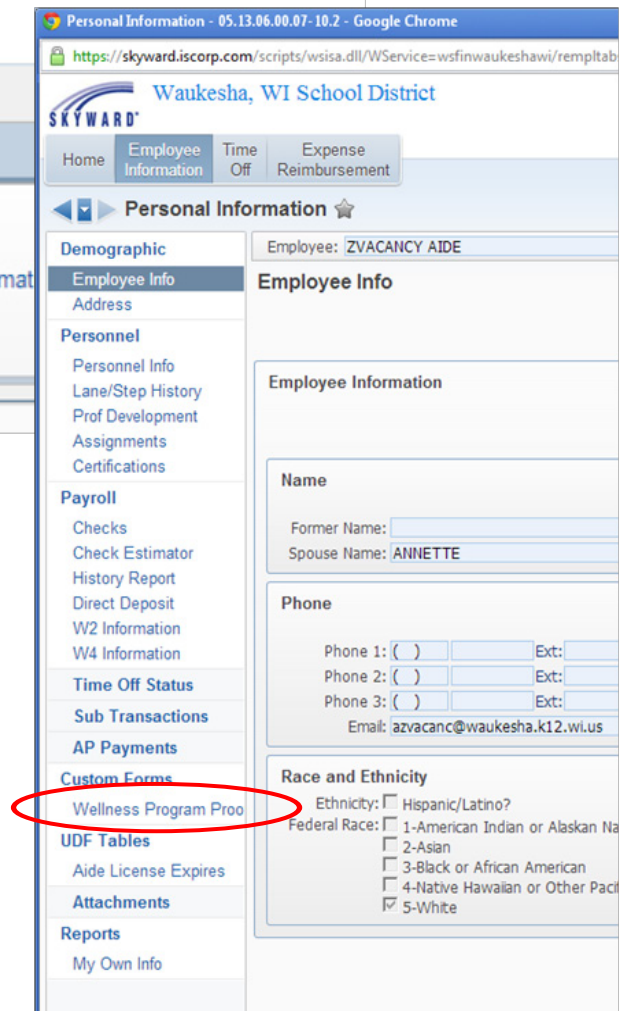 Personal Information - 05.13.06.00.07-10.2 - Google Chrome
https://skyward.iscorp.com/scripts/wsisa.dll/WService=wsfinwaukeshawi/rempltab
SKYWARD
Waukesha, WI School District
Home
Employee Information
Time Off
Expense Reimbursement
Personal Information
mat
Demographic
Employee Info
Address
Personnel
Personnel Info
Lane/Step History
Prof Development
Assignments
Certifications
Payroll
Checks
Check Estimator
History Report
Direct Deposit
W2 Information
W4 Information
Time Off Status
Sub Transactions
AP Payments
Custom Forms
Wellness Program Proo
UDF Tables
Aide License Expires
Attachments
Reports
My Own Info
Employee: ZVACANCY AIDE
Employee Info
Employee Information
Name
Former Name:
Spouse Name: ANNETTE
Phone
Phone 1: ( ) Ext:
Phone 2: ( ) Ext:
Phone 3: ( ) Ext:
Email: azvacanc@waukesha.k12.wi.us
Race and Ethnicity
Ethnicity: Hispanic/Latino?
Federal Race: 1-American Indian or Alaskan Na
2-Asian
3-Black or African American
4-Native Hawaiian or Other Pacif
5-White